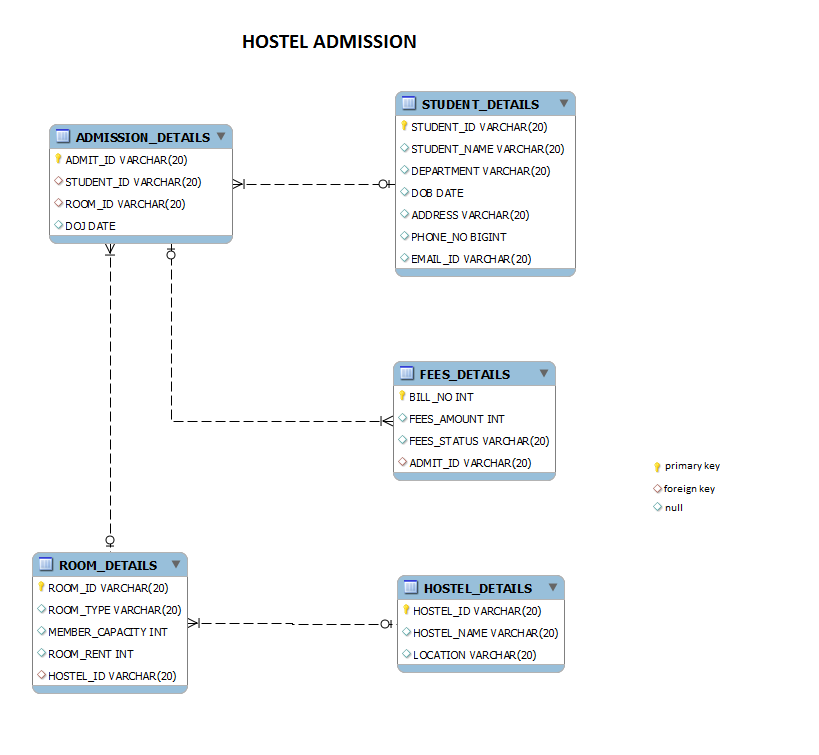 HOSTEL ADMISSION
STUDENT_DETAILS
STUDENT_ID VARCHAR(20)
STUDENT_NAME VARCHAR(20)
DEPARTMENT VARCHAR(20)
DOB DATE
ADDRESS VARCHAR(20)
PHONE_NO BIGINT
EMAIL_ID VARCHAR(20)
ADMISSION_DETAILS
ADMIT_ID VARCHAR(20)
STUDENT_ID VARCHAR(20)
ROOM_ID VARCHAR(20)
DOJ DATE
FEES_DETAILS
BILL_NO INT
FEES_AMOUNT INT
FEES_STATUS VARCHAR(20)
ADMIT_ID VARCHAR(20)
primary key
foreign key
null
ROOM_DETAILS
ROOM_ID VARCHAR(20)
ROOM_TYPE VARCHAR(20)
MEMBER_CAPACITY INT
ROOM_RENT INT
HOSTEL_ID VARCHAR(20)
HOSTEL_DETAILS
HOSTEL_ID VARCHAR(20)
HOSTEL_NAME VARCHAR(20)
LOCATION VARCHAR(20)